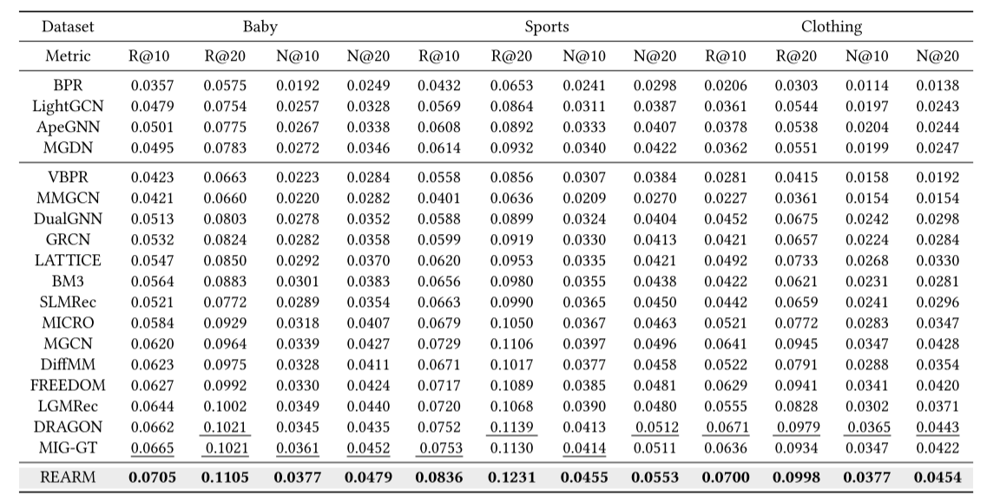 Dataset Baby Sports Clothing
Metric R@10 R@20 N@10 N@20 R@10 R@20 N@10 N@20 R@10 R@20 N@10 N@20
BPR 0.0357 0.0575 0.0192 0.0249 0.0432 0.0653 0.0241 0.0298 0.0206 0.0303 0.0114 0.0138
LightGCN 0.0479 0.0754 0.0257 0.0328 0.0569 0.0864 0.0311 0.0387 0.0361 0.0544 0.0197 0.0243
ApeGNN 0.0501 0.0775 0.0267 0.0338 0.0608 0.0892 0.0333 0.0407 0.0378 0.0538 0.0204 0.0244
MGDN 0.0495 0.0783 0.0272 0.0346 0.0614 0.0932 0.0340 0.0422 0.0362 0.0551 0.0199 0.0247
VBPR 0.0423 0.0663 0.0223 0.0284 0.0558 0.0856 0.0307 0.0384 0.0281 0.0415 0.0158 0.0192
MMGCN 0.0421 0.0660 0.0220 0.0282 0.0401 0.0636 0.0209 0.0270 0.0227 0.0361 0.0154 0.0154
DualGNN 0.0513 0.0803 0.0278 0.0352 0.0588 0.0899 0.0324 0.0404 0.0452 0.0675 0.0242 0.0298
GRCN 0.0532 0.0824 0.0282 0.0358 0.0599 0.0919 0.0330 0.0413 0.0421 0.0657 0.0224 0.0284
LATTICE 0.0547 0.0850 0.0292 0.0370 0.0620 0.0953 0.0335 0.0421 0.0492 0.0733 0.0268 0.0330
BM3 0.0564 0.0883 0.0301 0.0383 0.0656 0.0980 0.0355 0.0438 0.0422 0.0621 0.0231 0.0281
SLMRec 0.0521 0.0772 0.0289 0.0354 0.0663 0.0990 0.0365 0.0450 0.0442 0.0659 0.0241 0.0296
MICRO 0.0584 0.0929 0.0318 0.0407 0.0679 0.1050 0.0367 0.0463 0.0521 0.0772 0.0283 0.0347
MGCN 0.0620 0.0964 0.0339 0.0427 0.0729 0.1106 0.0397 0.0496 0.0641 0.0945 0.0347 0.0428
DiffMM 0.0623 0.0975 0.0328 0.0411 0.0671 0.1017 0.0377 0.0458 0.0522 0.0791 0.0288 0.0354
FREEDOM 0.0627 0.0992 0.0330 0.0424 0.0717 0.1089 0.0385 0.0481 0.0629 0.0941 0.0341 0.0420
LGMRec 0.0644 0.1002 0.0349 0.0440 0.0720 0.1068 0.0390 0.0480 0.0555 0.0828 0.0302 0.0371
DRAGON 0.0662 0.1021 0.0345 0.0435 0.0752 0.1139 0.0413 0.0512 0.0671 0.0979 0.0365 0.0443
MIG-GT 0.0665 0.1021 0.0361 0.0452 0.0753 0.1130 0.0414 0.0511 0.0636 0.0934 0.0347 0.0422
REARM 0.0705 0.1105 0.0377 0.0479 0.0836 0.1231 0.0455 0.0553 0.0700 0.0998 0.0377 0.0454